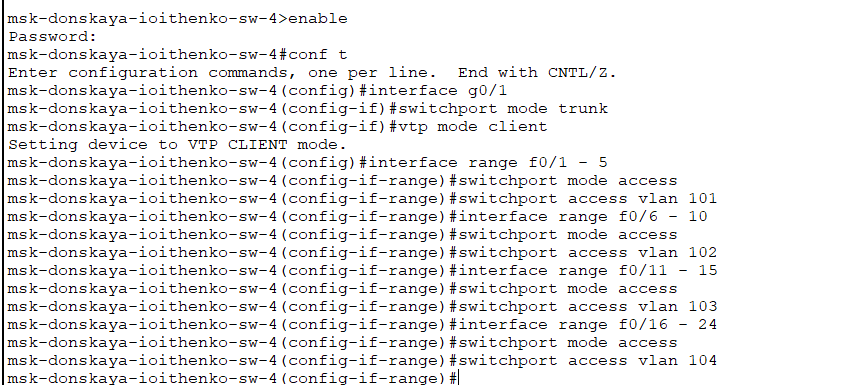 msk-donskaya-ioithenko-sw-4>enable
Password:
msk-donskaya-ioithenko-sw-4#conf t
Enter configuration commands, one per line.  End with CNTL/Z.
msk-donskaya-ioithenko-sw-4(config)#interface g0/1
msk-donskaya-ioithenko-sw-4(config-if)#switchport mode trunk
msk-donskaya-ioithenko-sw-4(config-if)#vtp mode client
Setting device to VTP CLIENT mode.
msk-donskaya-ioithenko-sw-4(config)#interface range f0/1 - 5
msk-donskaya-ioithenko-sw-4(config-if-range)#switchport mode access
msk-donskaya-ioithenko-sw-4(config-if-range)#switchport access vlan 101
msk-donskaya-ioithenko-sw-4(config-if-range)#interface range f0/6 - 10
msk-donskaya-ioithenko-sw-4(config-if-range)#switchport mode access
msk-donskaya-ioithenko-sw-4(config-if-range)#switchport access vlan 102
msk-donskaya-ioithenko-sw-4(config-if-range)#interface range f0/11 - 15
msk-donskaya-ioithenko-sw-4(config-if-range)#switchport mode access
msk-donskaya-ioithenko-sw-4(config-if-range)#switchport access vlan 103
msk-donskaya-ioithenko-sw-4(config-if-range)#interface range f0/16 - 24
msk-donskaya-ioithenko-sw-4(config-if-range)#switchport mode access
msk-donskaya-ioithenko-sw-4(config-if-range)#switchport access vlan 104
msk-donskaya-ioithenko-sw-4(config-if-range)#